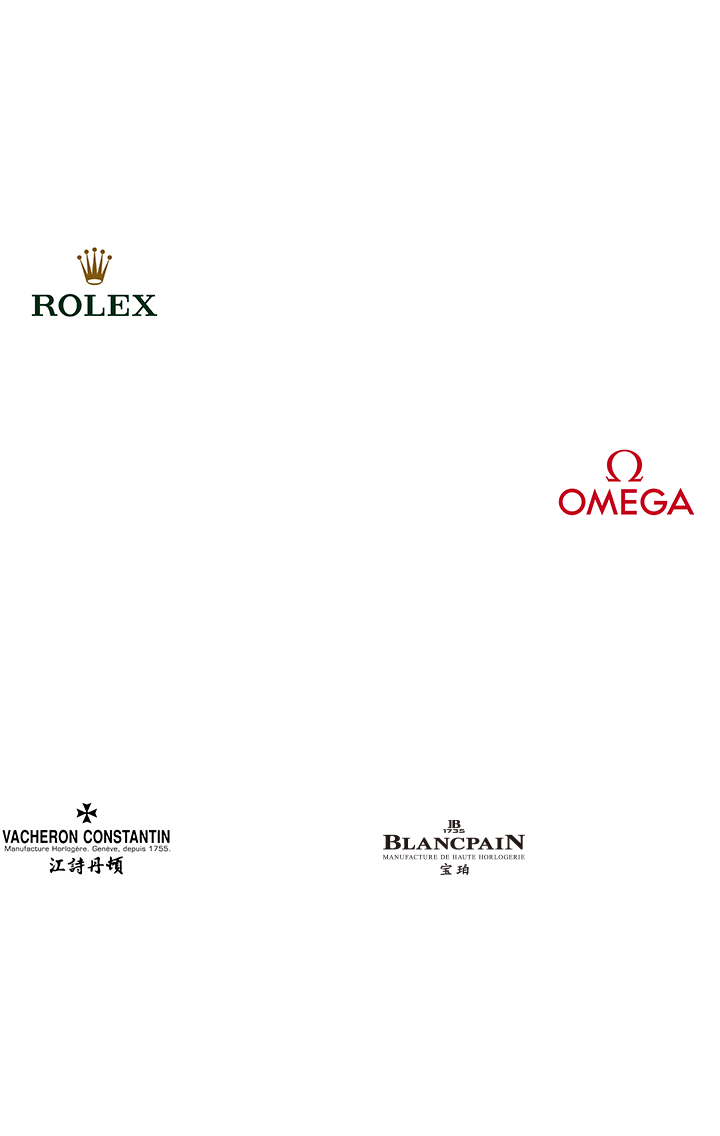 ROLEX
Ω
OMEGA
VACHERON CONSTANTIN
Manufacture Horlogère. Genève, depuis 1755.
江詩丹頓
JB
1735
BLANCPAIN
MANUFACTURE DE HAUTE HORLOGERIE
宝珀